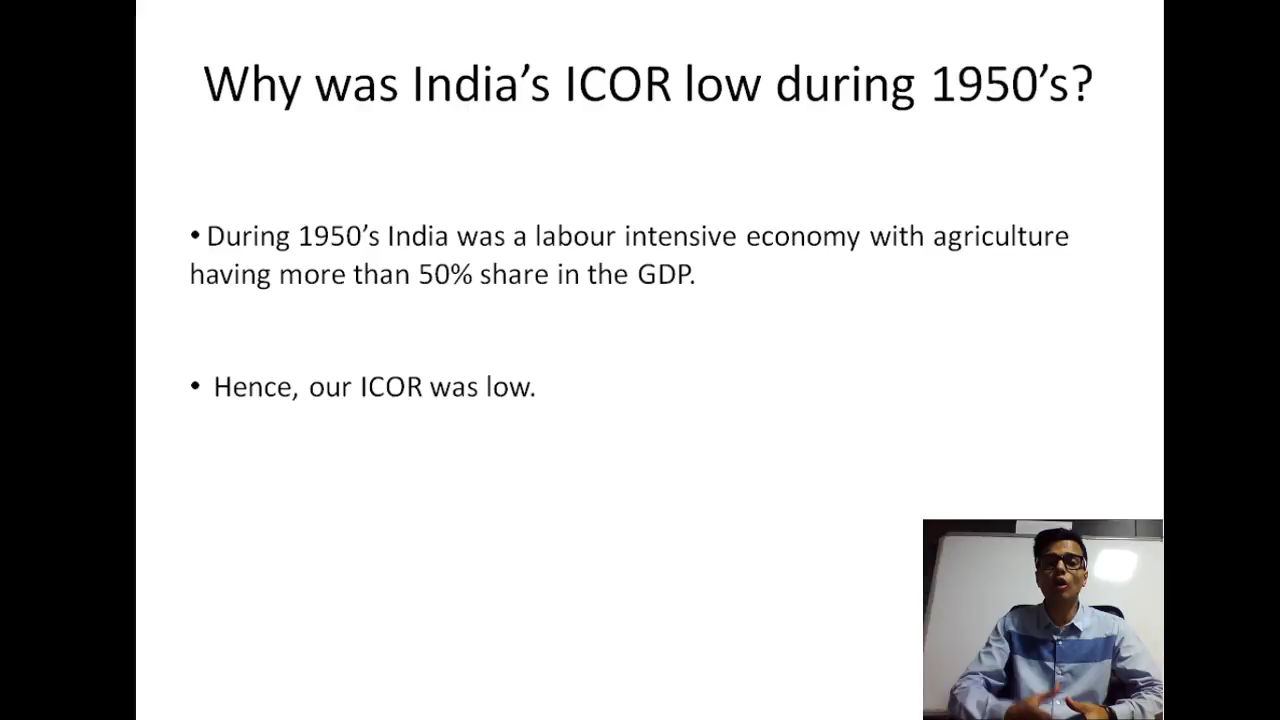 Why was India’s ICOR low during 1950’s?
• During 1950’s India was a labour intensive economy with agriculture
having more than 50% share in the GDP.
• Hence, our ICOR was low.